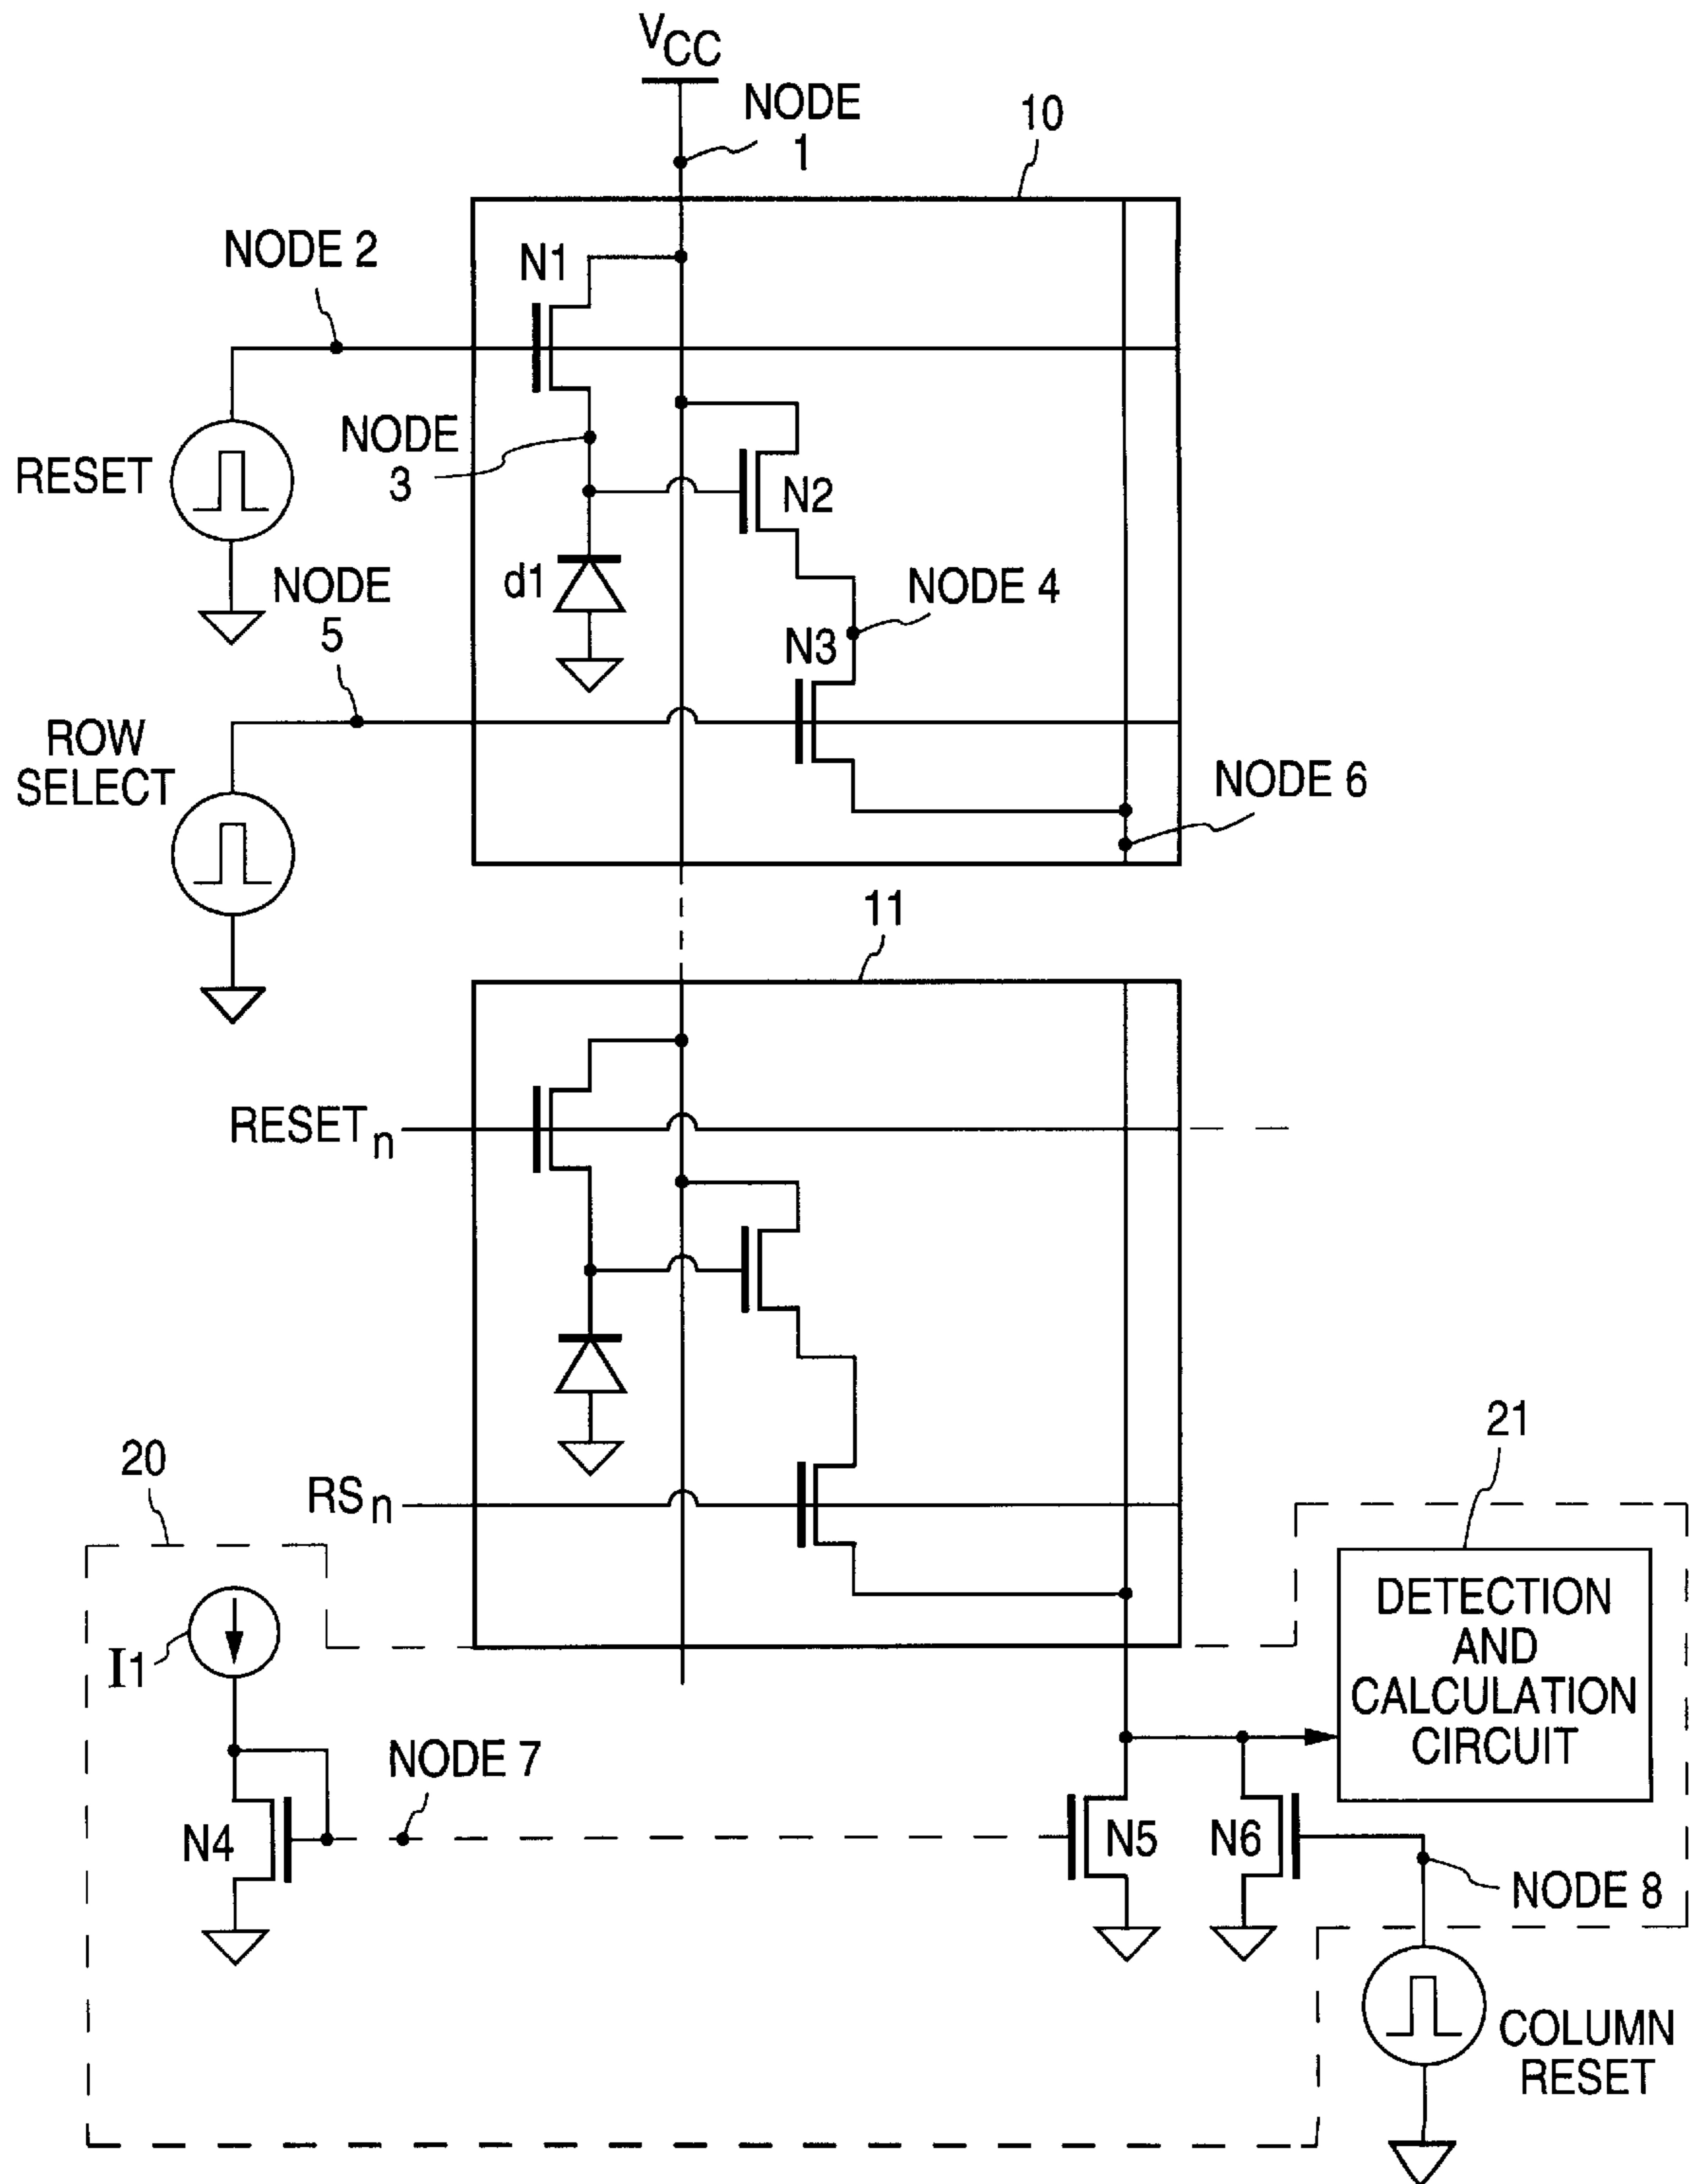 VCC
NODE
1
10
NODE 2
N1
NODE
3
RESET
N2
d1
NODE
5
NODE 4
N3
ROW
SELECT
NODE 6
11
RESETn
21
20
RSn
DETECTION
AND
CALCULATION
CIRCUIT
I1
NODE 7
N4
N5
N6
NODE 8
COLUMN
RESET